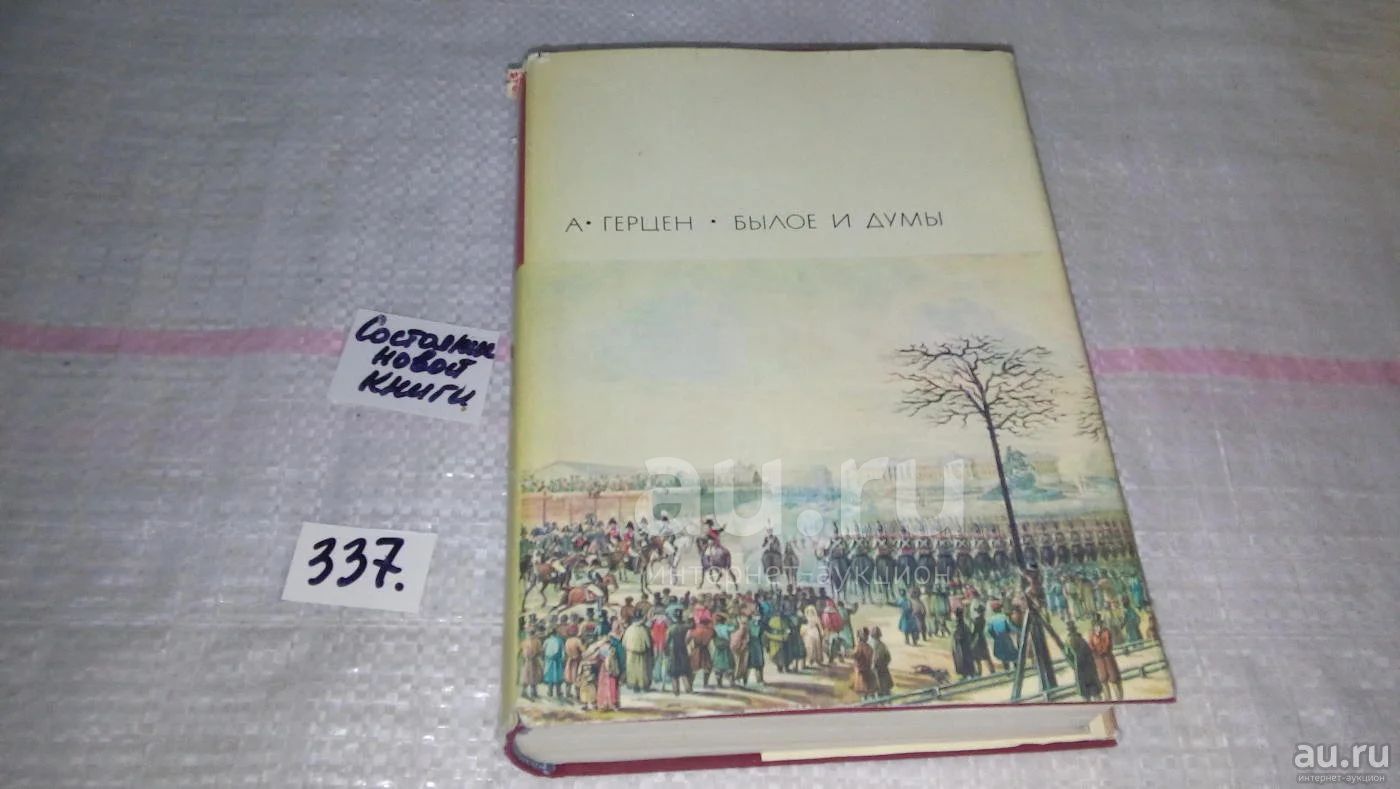 А • ГЕРЦЕН • БЫЛОЕ И ДУМЫ
Состояние
новой
книги
337.
au.ru
интернет-аукцион
au.ru
интернет-аукцион